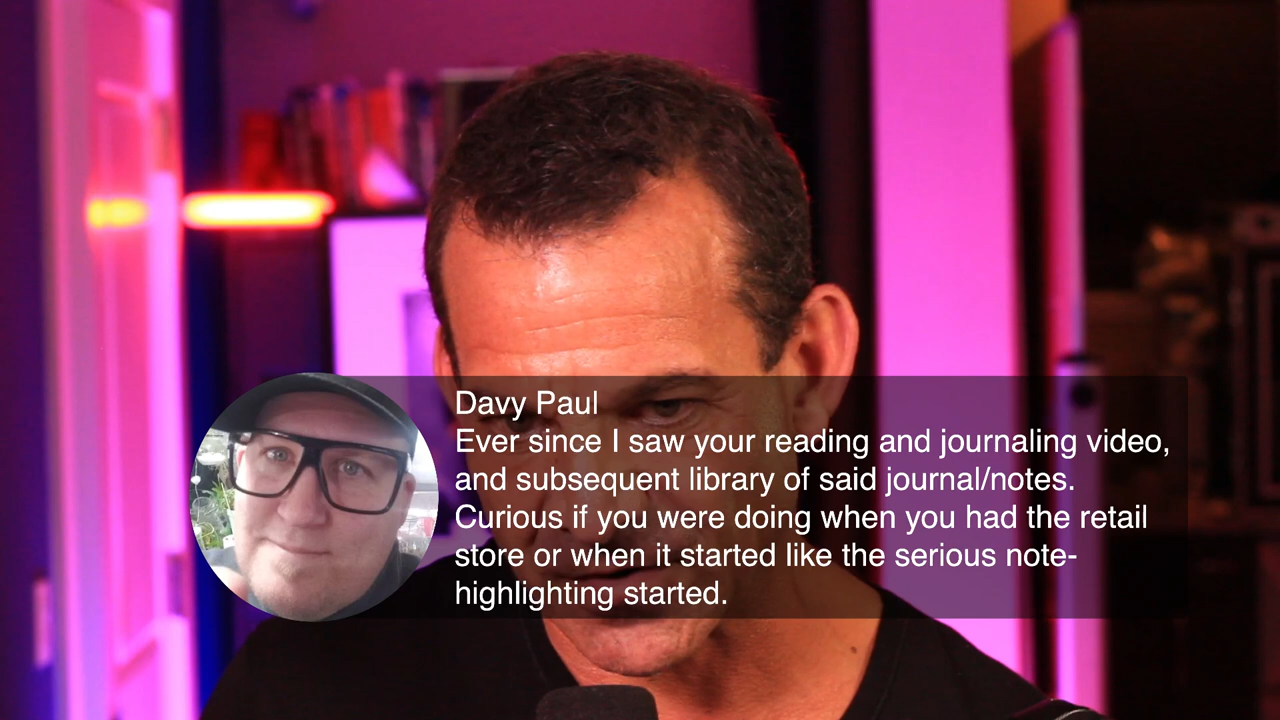 Davy Paul
Ever since I saw your reading and journaling video,
and subsequent library of said journal/notes.
Curious if you were doing when you had the retail
store or when it started like the serious note-
highlighting started.